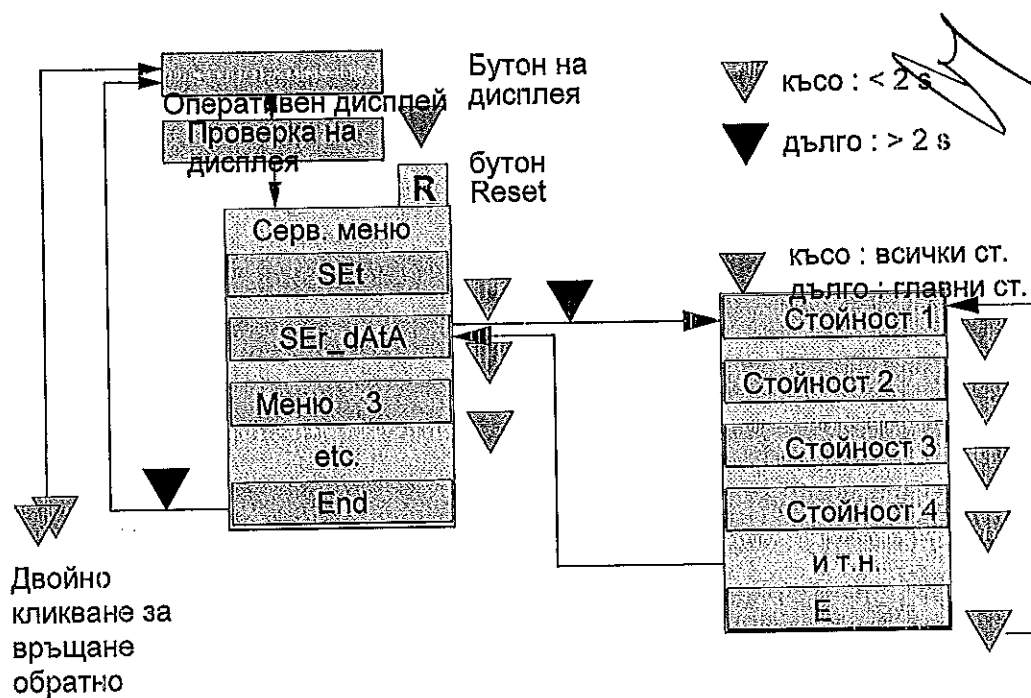 Оперативен дисплей
Проверка на
дисплея
Бутон на
дисплея
бутон
Reset
R
къso : < 2 s
дълго : > 2 s
Серв. меню
SEt
SEr_dAtA
Меню 3
etc.
End
късо : всички ст.
дълго : главни ст.
Стойност 1
Стойност 2
Стойност 3
Стойност 4
и т.н.
E
Двойно
кликване за
връщане
обратно